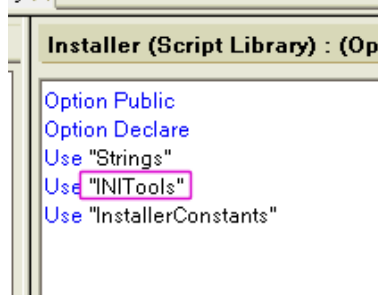 Installer (Script Library) : (Op
Option Public
Option Declare
Use "Strings"
Use "INITools"
Use "InstallerConstants"